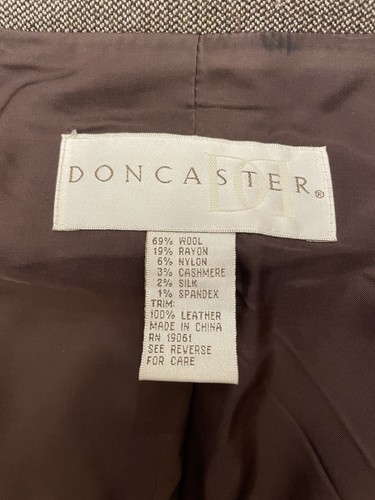 DONCASTER®
69% WOOL
19% RAYON
6% NYLON
3% CASHMERE
2% SILK
1% SPANDEX
TRIM:
100% LEATHER
MADE IN CHINA
RN 19061
SEE REVERSE
FOR CARE